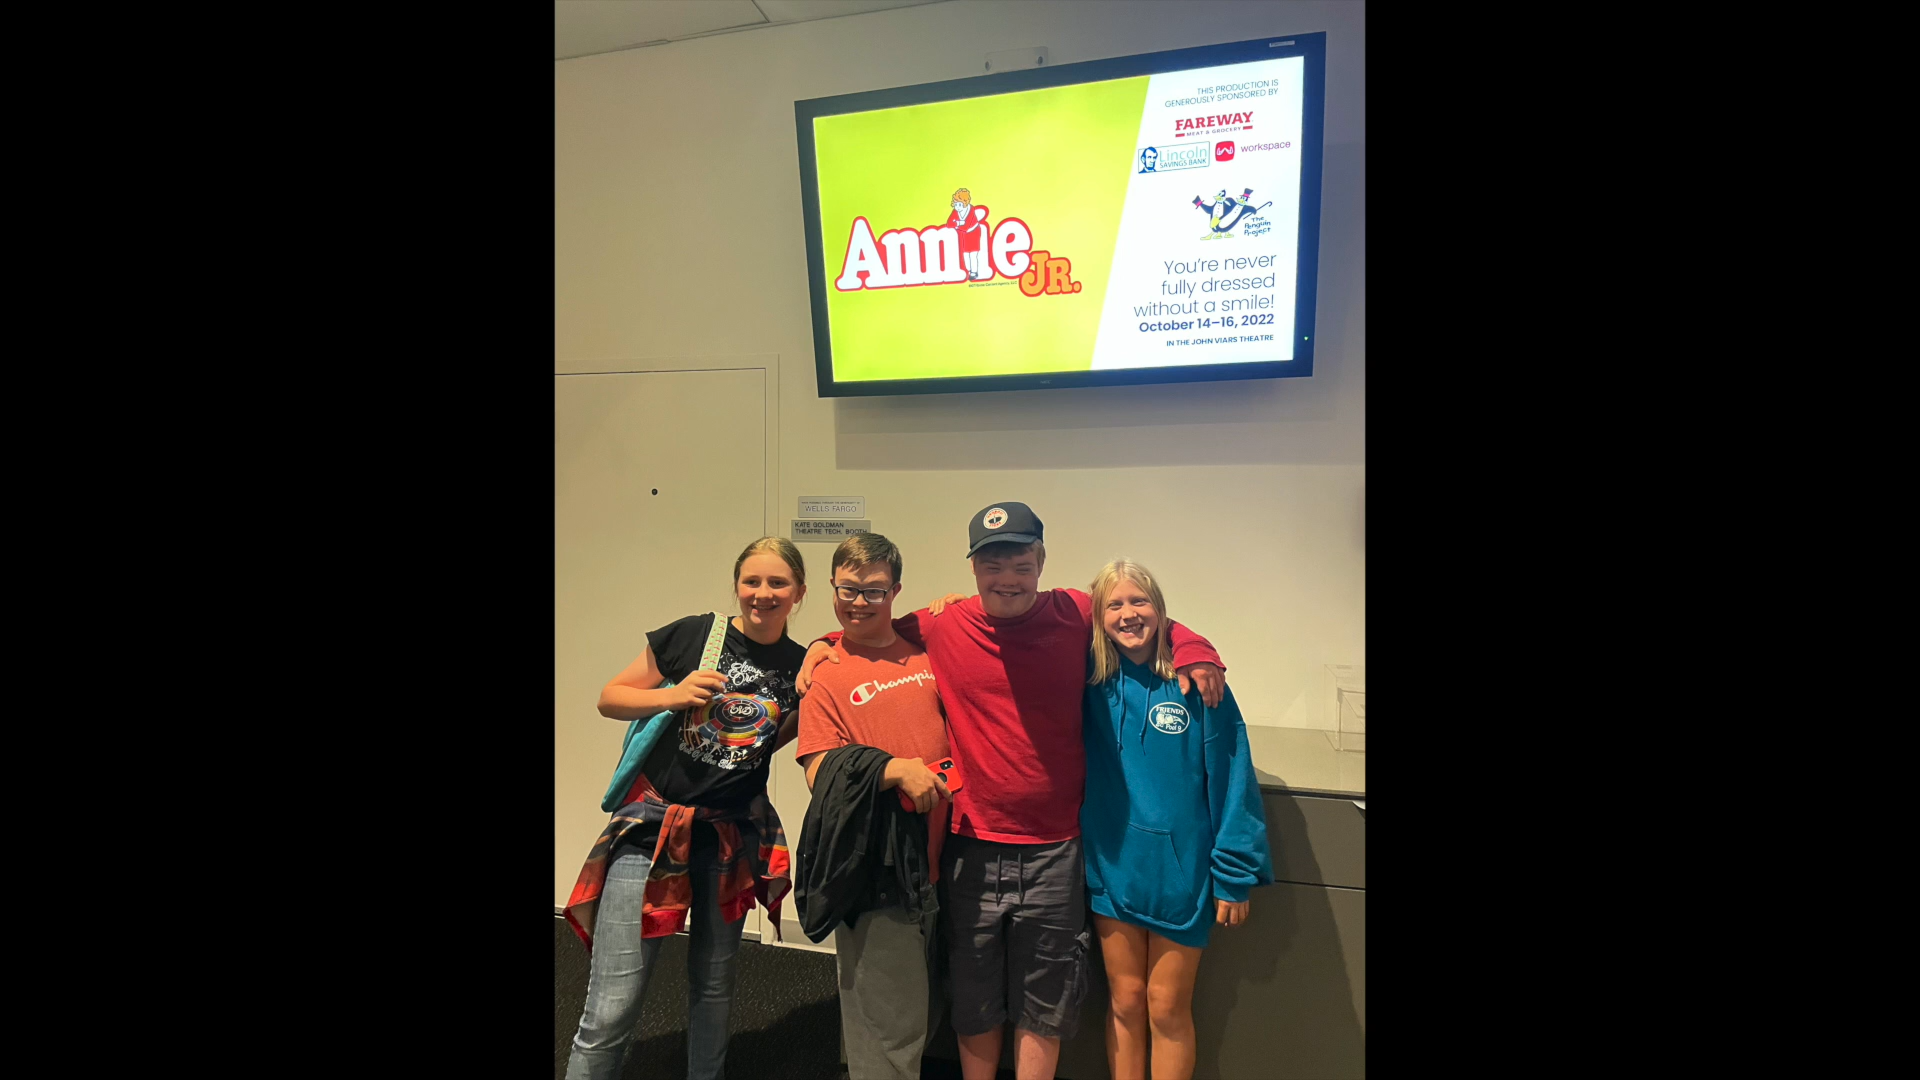 THIS PRODUCTION IS
GENEROUSLY SPONSORED BY
FAREWAY
MEAT & GROCERY
Lincoln
SAVINGS BANK
workspace
The
Penguin
Project
Annie JR.
You're never
fully dressed
without a smile!
October 14–16, 2022
IN THE JOHN VIARS THEATRE
WELLS FARGO
KATE GOLDMAN
THEATRE TECH. BOOTH
Champio
FRIENDS